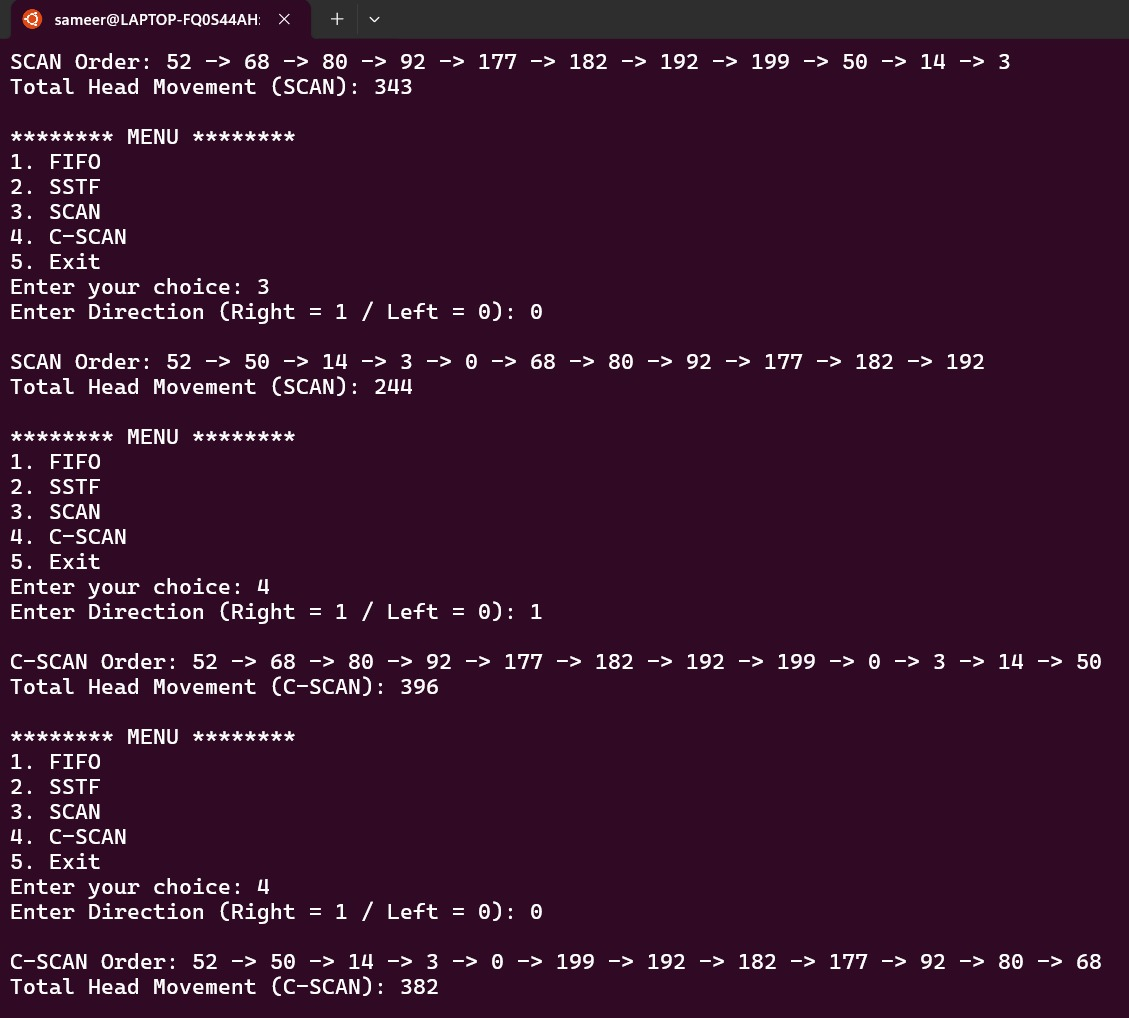 sameer@LAPTOP-FQ0S44AH:
SCAN Order: 52 -> 68 -> 80 -> 92 -> 177 -> 182 -> 192 -> 199 -> 50 -> 14 -> 3
Total Head Movement (SCAN): 343
******** MENU ********
1. FIFO
2. SSTF
3. SCAN
4. C-SCAN
5. Exit
Enter your choice: 3
Enter Direction (Right = 1 / Left = 0): 0
SCAN Order: 52 -> 50 -> 14 -> 3 -> 0 -> 68 -> 80 -> 92 -> 177 -> 182 -> 192
Total Head Movement (SCAN): 244
******** MENU ********
1. FIFO
2. SSTF
3. SCAN
4. C-SCAN
5. Exit
Enter your choice: 4
Enter Direction (Right = 1 / Left = 0): 1
C-SCAN Order: 52 -> 68 -> 80 -> 92 -> 177 -> 182 -> 192 -> 199 -> 0 -> 3 -> 14 -> 50
Total Head Movement (C-SCAN): 396
******** MENU ********
1. FIFO
2. SSTF
3. SCAN
4. C-SCAN
5. Exit
Enter your choice: 4
Enter Direction (Right = 1 / Left = 0): 0
C-SCAN Order: 52 -> 50 -> 14 -> 3 -> 0 -> 199 -> 192 -> 182 -> 177 -> 92 -> 80 -> 68
Total Head Movement (C-SCAN): 382